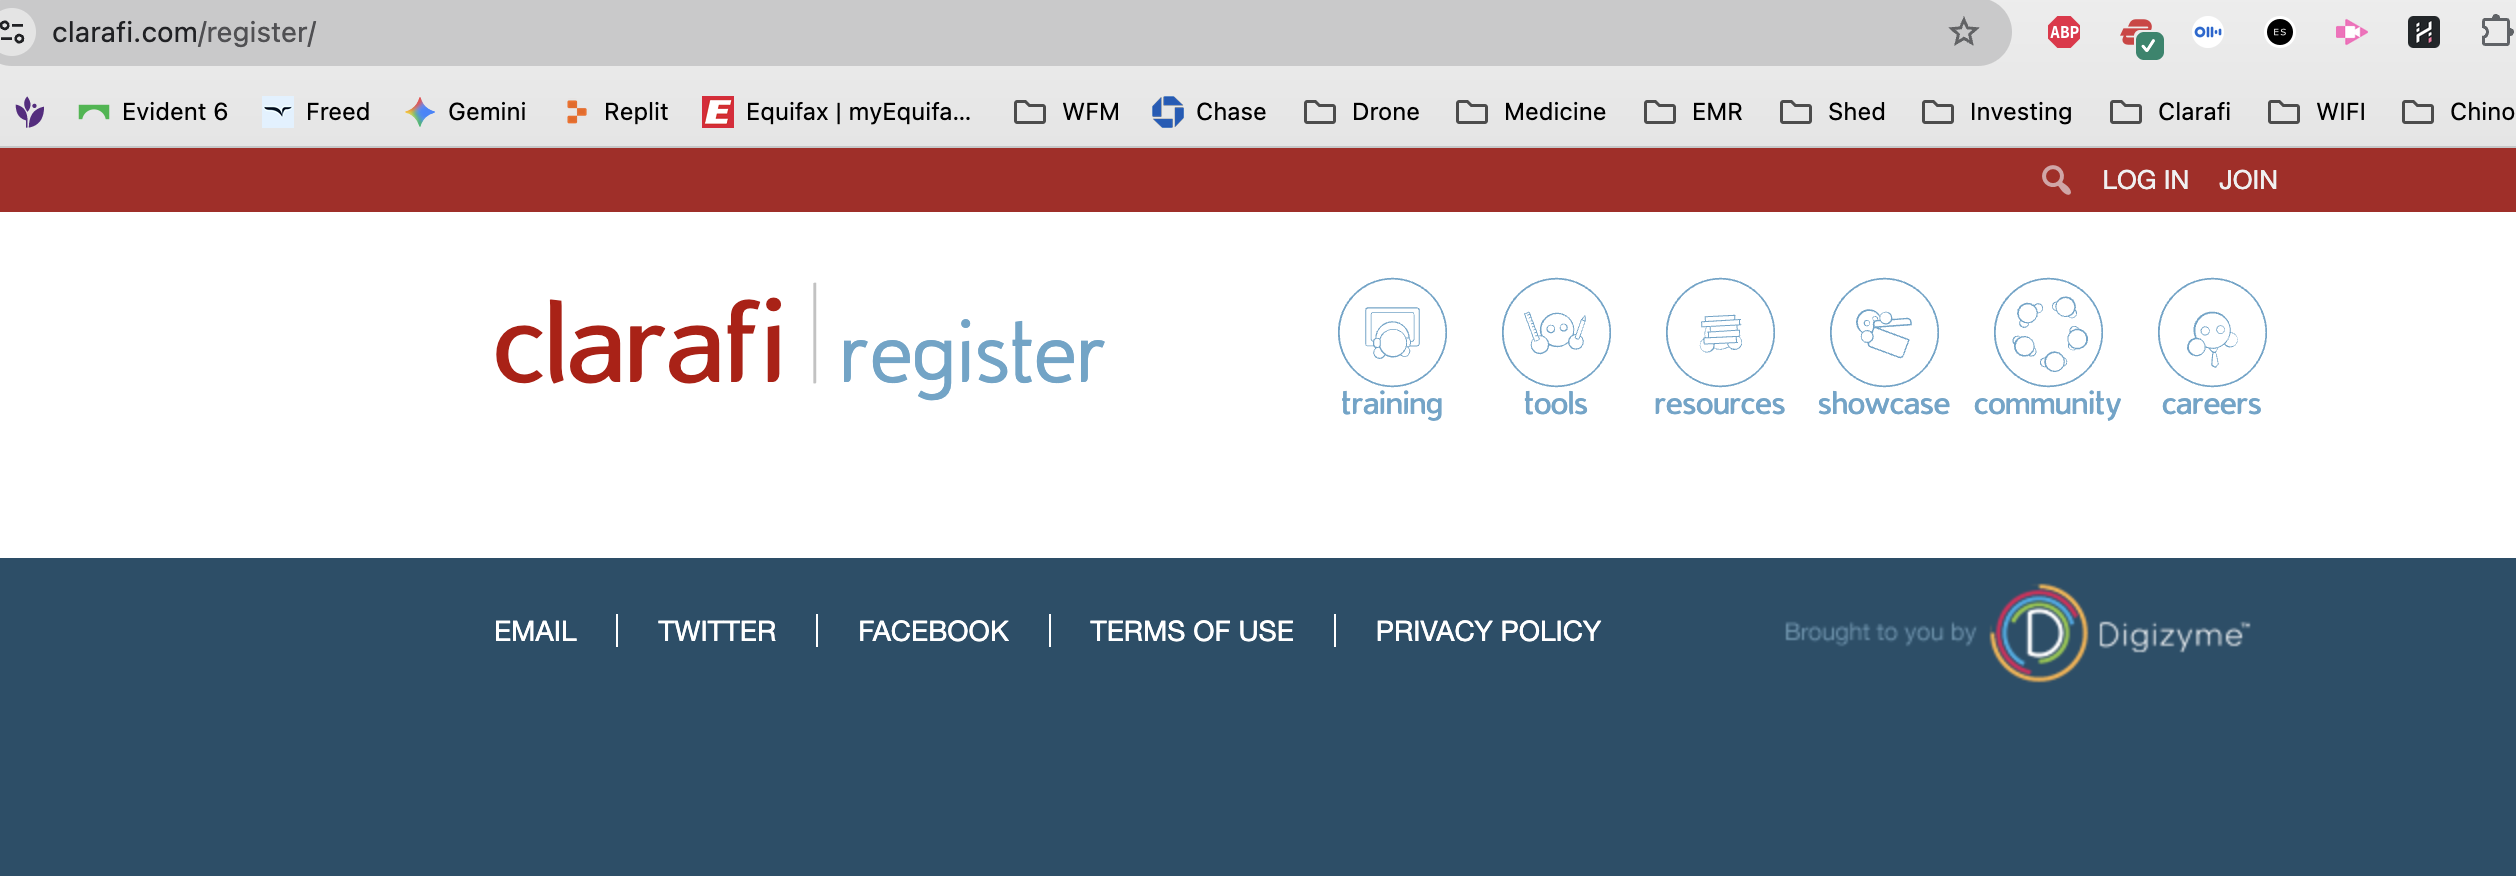 clarafi.com/register/
ABP
ES
Evident 6 Freed Gemini Replit E Equifax | myEquifa... WFM Chase Drone Medicine EMR Shed Investing Clarafi WIFI Chino
LOG IN JOIN
clarafi register
training tools resources showcase community careers
EMAIL TWITTER FACEBOOK TERMS OF USE PRIVACY POLICY
Brought to you by D Digizyme™